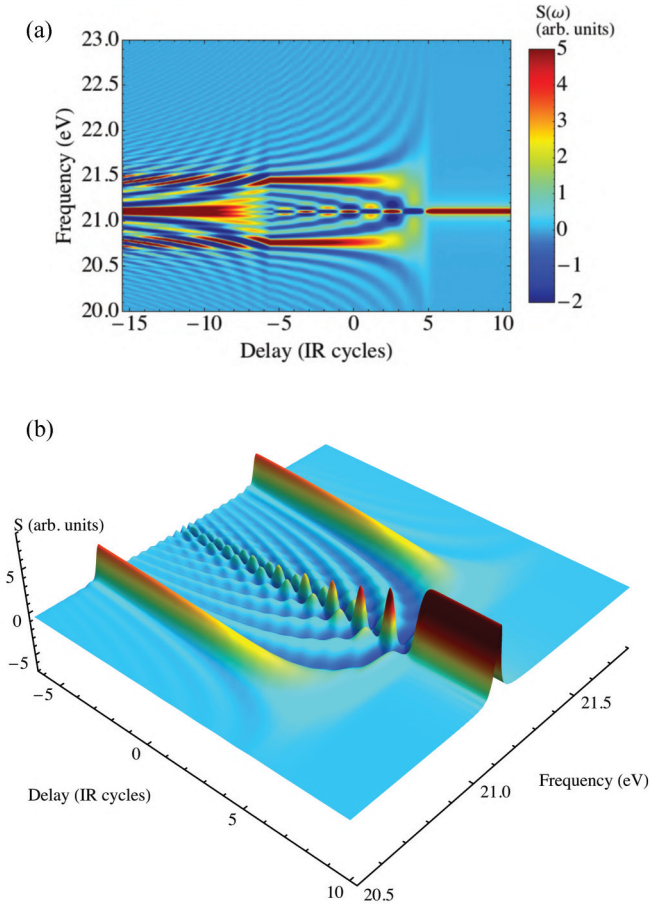 (a)
S(ω)
(arb. units)
Frequency (eV)
23.0
22.5
22.0
21.5
21.0
20.5
20.0
−15 −10 −5 0 5 10
Delay (IR cycles)
5
4
3
2
1
0
−1
−2
(b)
S (arb. units)
5
0
−5
−5
0
5
10
Delay (IR cycles)
20.5
21.0
21.5
Frequency (eV)